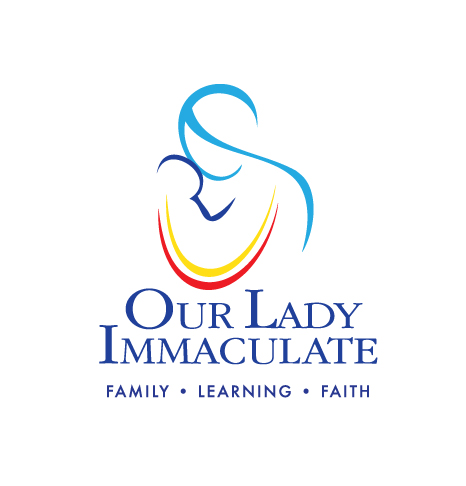 OUR LADY
IMMACULATE
FAMILY • LEARNING • FAITH